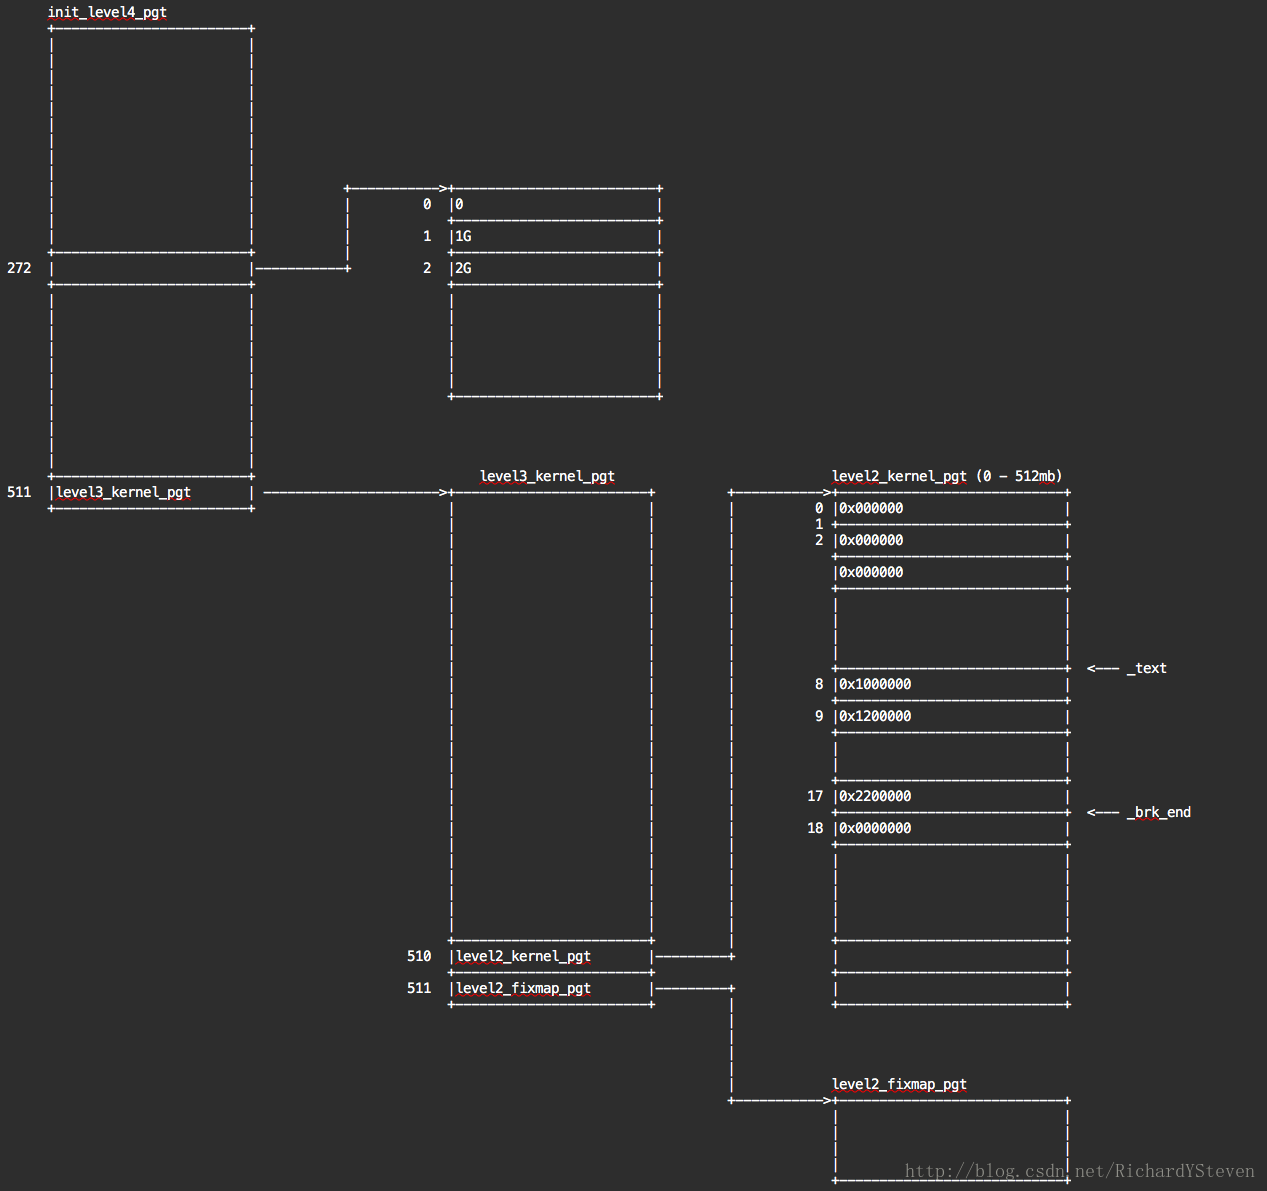 init_level4_pgt
0 |0
1 |1G
272
2 |2G
level3_kernel_pgt
level2_kernel_pgt (0 - 512mb)
511 |level3_kernel_pgt
0 |0x000000
1
2 |0x000000
|0x000000
<--- _text
8 |0x1000000
9 |0x1200000
17 |0x2200000
<--- _brk_end
18 |0x0000000
510 |level2_kernel_pgt
511 |level2_fixmap_pgt
level2_fixmap_pgt
http://blog.csdn.net/RichardYSteven